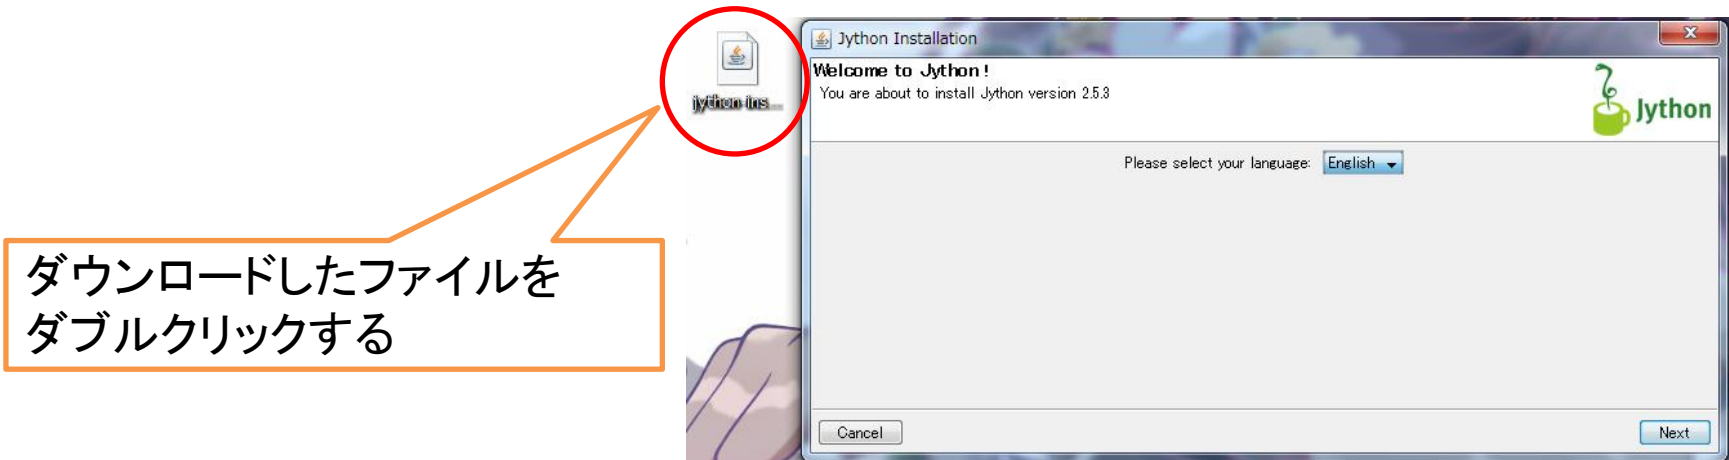 jython-ins...
Jython Installation
Welcome to Jython!
You are about to install Jython version 2.5.3
Jython
Please select your language: English
ダウンロードしたファイルを
ダブルクリックする
Cancel
Next